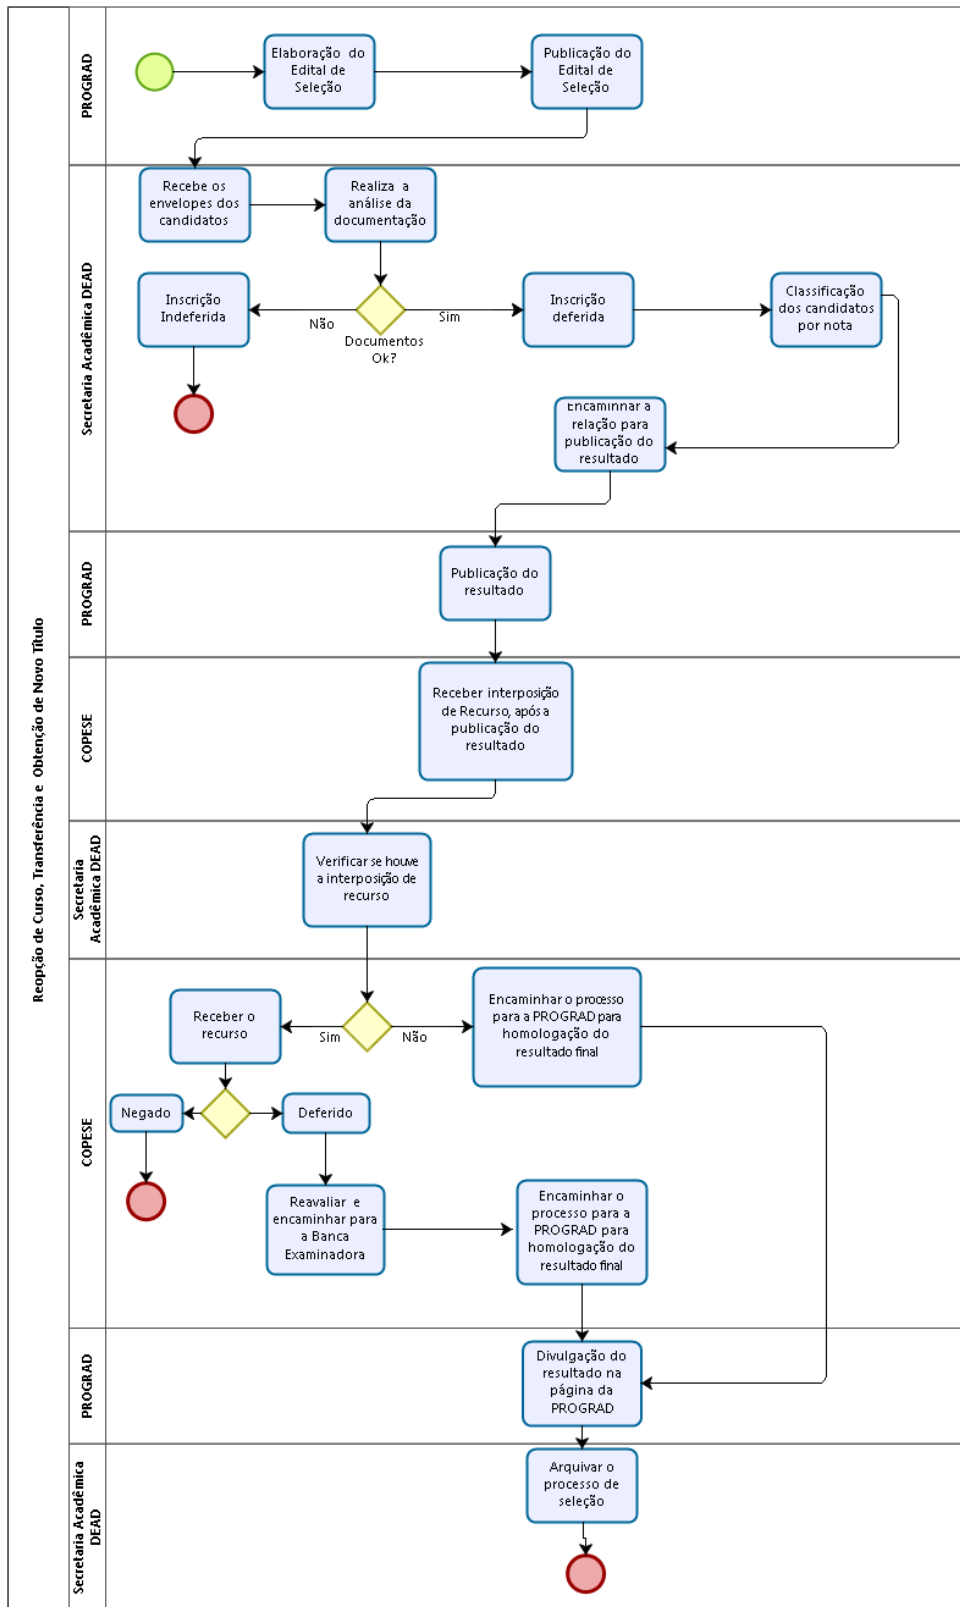 Reopção de Curso, Transferência e Obtenção de Novo Título
PROGRAD
Elaboração do
Edital de
Seleção
Publicação do
Edital de
Seleção
Secretaria Acadêmica DEAD
Recebe os
envelopes dos
candidatos
Realiza a
análise da
documentação
Inscrição
Indeferida
Não
Documentos
Ok?
Sim
Inscrição
deferida
Classificação
dos candidatos
por nota
Encaminhar a
relação para
publicação do
resultado
PROGRAD
Publicação do
resultado
COPESE
Receber interposição
de Recurso, após a
publicação do
resultado
Secretaria
Acadêmica DEAD
Verificar se houve
a interposição de
recurso
COPESE
Receber o
recurso
Sim
Não
Encaminhar o processo
para a PROGRAD para
homologação do
resultado final
Negado
Deferido
Reavaliar e
encaminhar para
a Banca
Examinadora
Encaminhar o
processo para a
PROGRAD para
homologação do
resultado final
PROGRAD
Divulgação do
resultado na
página da
PROGRAD
Secretaria Acadêmica
DEAD
Arquivar o
processo de
seleção